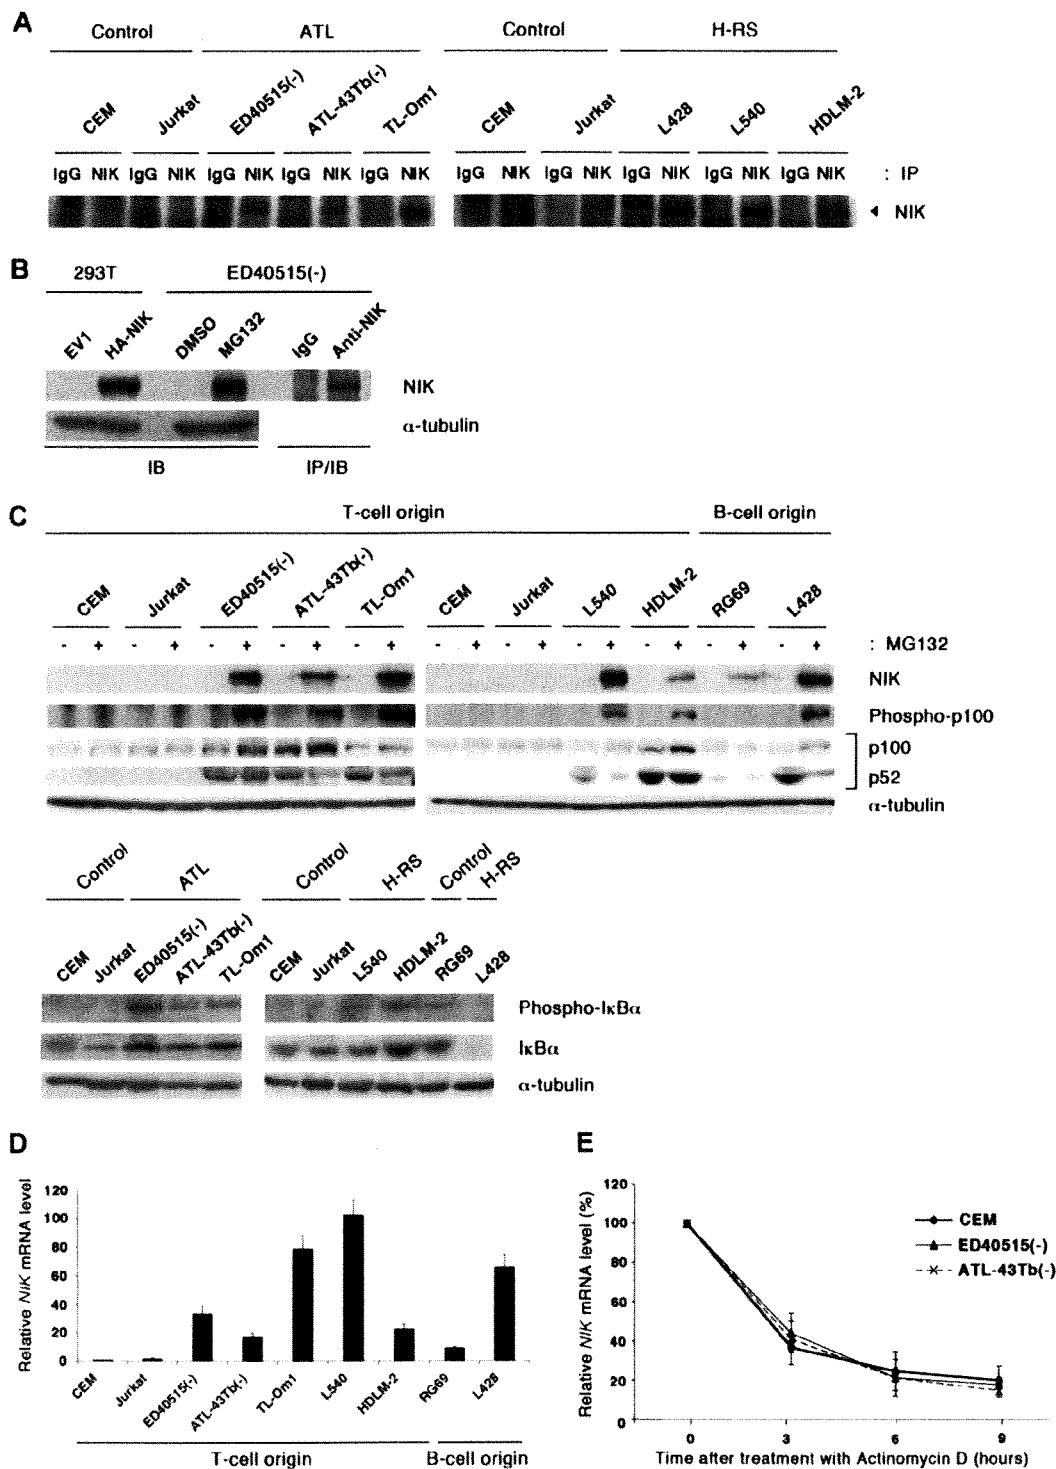 A
Control ATL Control H-RS
CEM Jurkat ED40515(-) ATL-43Tb(-) TL-Om1 CEM Jurkat L428 L540 HDLM-2
IgG NIK IgG NIK IgG NIK IgG NIK IgG NIK IgG NIK IgG NIK IgG NIK IgG NIK IgG NIK : IP
NIK
B
293T ED40515(-)
EV1 HA-NIK DMSO MG132 IgG Anti-NIK
NIK
α-tubulin
IB IP/IB
C
T-cell origin B-cell origin
CEM Jurkat ED40515(-) ATL-43Tb(-) TL-Om1 CEM Jurkat L540 HDLM-2 RG69 L428
- + - + - + - + - + - + - + - + - + - + - + : MG132
NIK
Phospho-p100
p100
p52
α-tubulin
Control ATL Control H-RS Control H-RS
CEM Jurkat ED40515(-) ATL-43Tb(-) TL-Om1 CEM Jurkat L540 HDLM-2 RG69 L428
Phospho-IκBα
IκBα
α-tubulin
D
Relative NIK mRNA level
120
100
80
60
40
20
0
CEM Jurkat ED40515(-) ATL-43Tb(-) TL-Om1 L540 HDLM-2 RG69 L428
T-cell origin B-cell origin
E
Relative NIK mRNA level (%)
120
100
80
60
40
20
0
CEM
ED40515(-)
ATL-43Tb(-)
0 3 6 9
Time after treatment with Actinomycin D (hours)